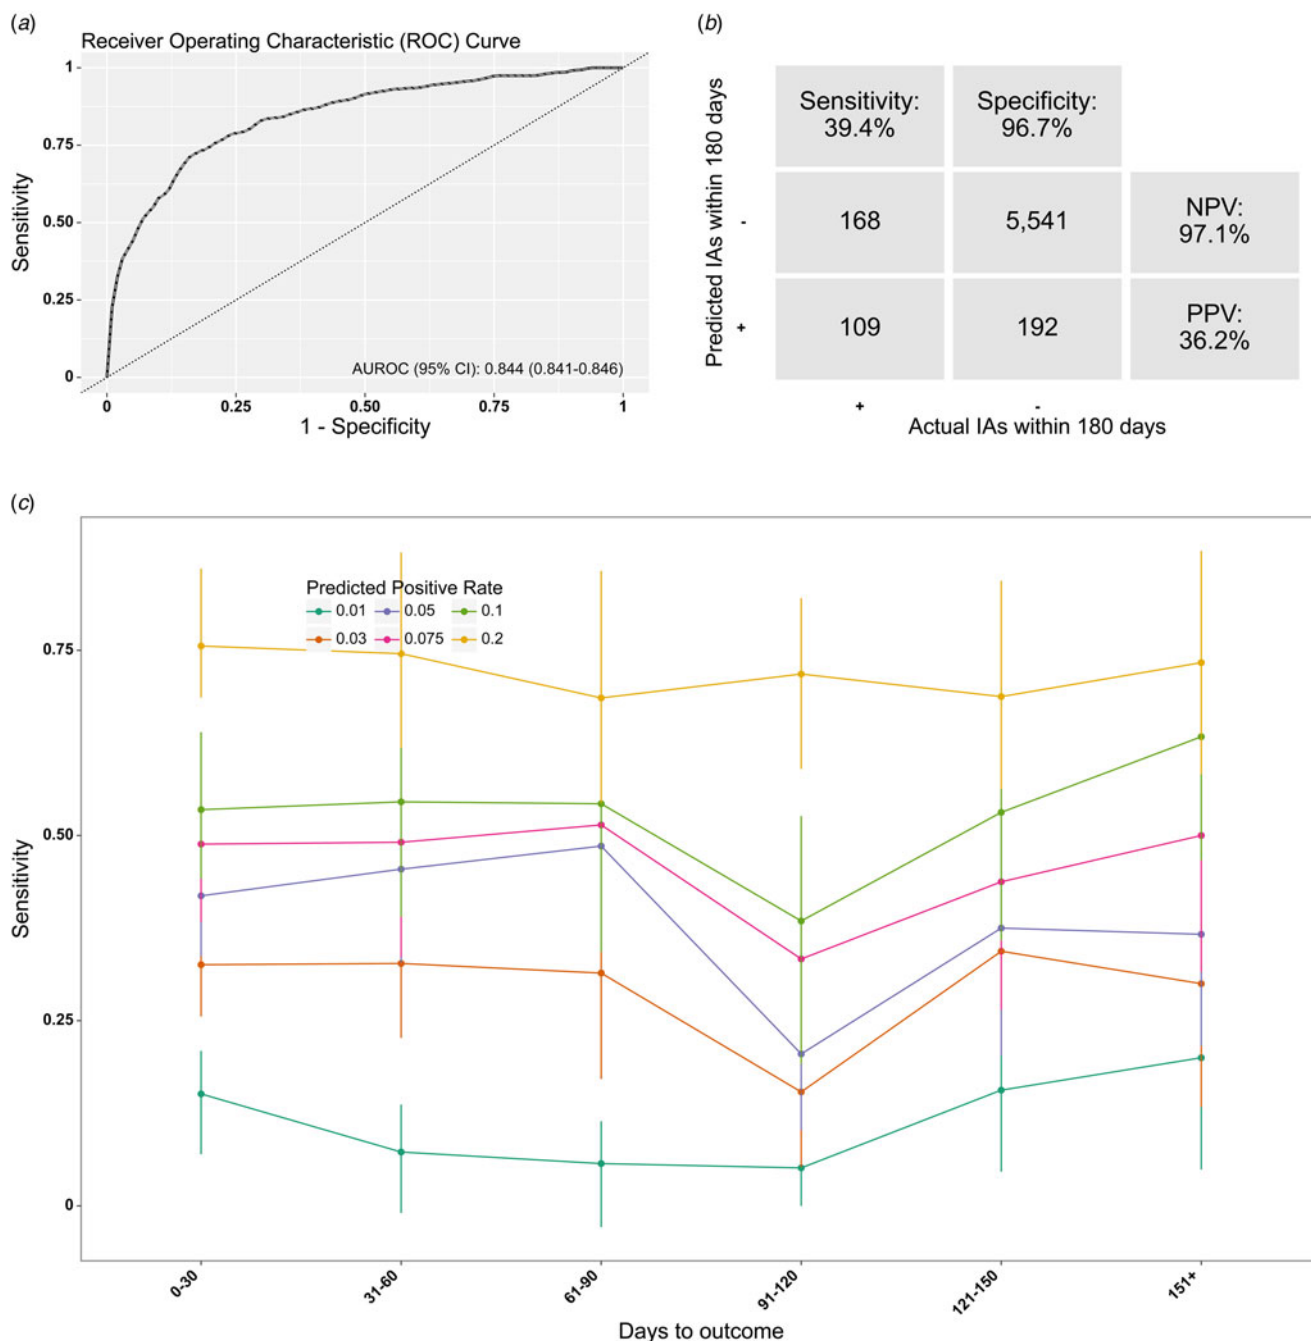 (a)
Receiver Operating Characteristic (ROC) Curve
1
0.75
0.50
0.25
0
Sensitivity
AUROC (95% CI): 0.844 (0.841-0.846)
0 0.25 0.50 0.75 1
1 - Specificity
(b)
Predicted IAs within 180 days
Sensitivity:
39.4%
Specificity:
96.7%
- 168 5,541 NPV:
97.1%
+ 109 192 PPV:
36.2%
+ -
Actual IAs within 180 days
(c)
Predicted Positive Rate
0.01 0.05 0.1
0.03 0.075 0.2
0.75
0.50
0.25
0
Sensitivity
0-30 31-60 61-90 91-120 121-150 151+
Days to outcome